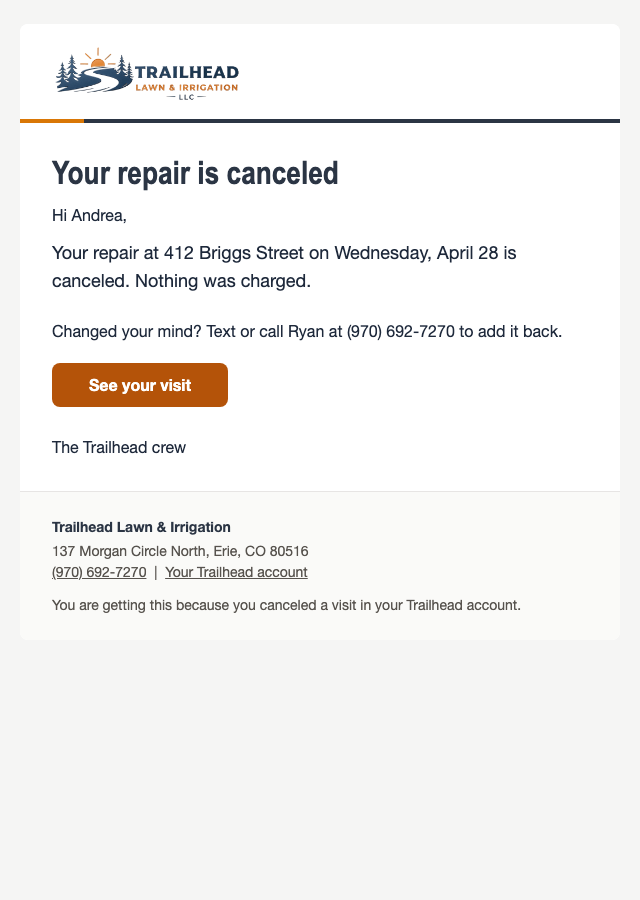 TRAILHEAD
LAWN & IRRIGATION
LLC
Your repair is canceled
Hi Andrea,
Your repair at 412 Briggs Street on Wednesday, April 28 is
canceled. Nothing was charged.
Changed your mind? Text or call Ryan at (970) 692-7270 to add it back.
See your visit
The Trailhead crew
Trailhead Lawn & Irrigation
137 Morgan Circle North, Erie, CO 80516
(970) 692-7270 | Your Trailhead account
You are getting this because you canceled a visit in your Trailhead account.